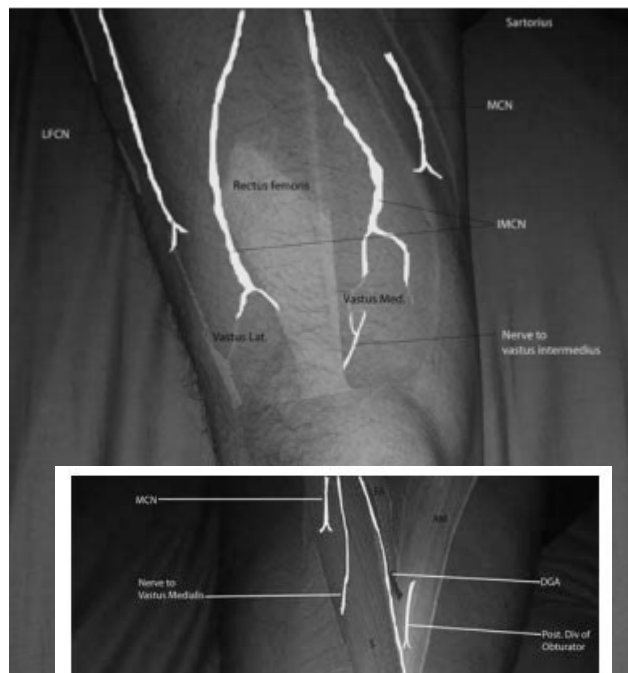 Sartorius
MCN
LFCN
Rectus femoris
IMCN
Vastus Med.
Vastus Lat.
Nerve to
vastus intermedius
MCN
FA
AM
DGA
Nerve to
Vastus Medialis
Post. Div of
Obturator
S